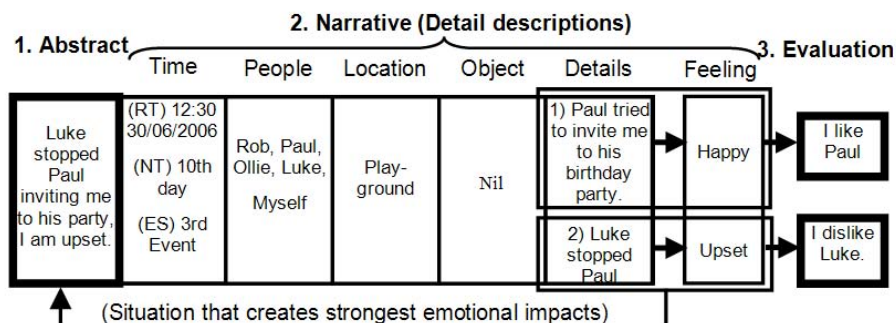 2. Narrative (Detail descriptions)
1. Abstract
3. Evaluation
Time People Location Object Details Feeling
Luke
stopped
Paul
inviting me
to his party,
I am upset.
(RT) 12:30
30/06/2006
(NT) 10th
day
(ES) 3rd
Event
Rob, Paul,
Ollie, Luke,
Myself
Play-
ground
Nil
1) Paul tried
to invite me
to his
birthday
party.
Happy
I like
Paul
2) Luke
stopped
Paul
Upset
I dislike
Luke.
(Situation that creates strongest emotional impacts)